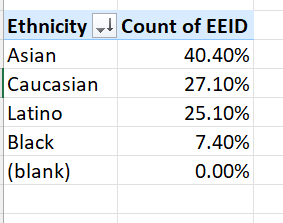 Ethnicity Count of EEID
Asian 40.40%
Caucasian 27.10%
Latino 25.10%
Black 7.40%
(blank) 0.00%